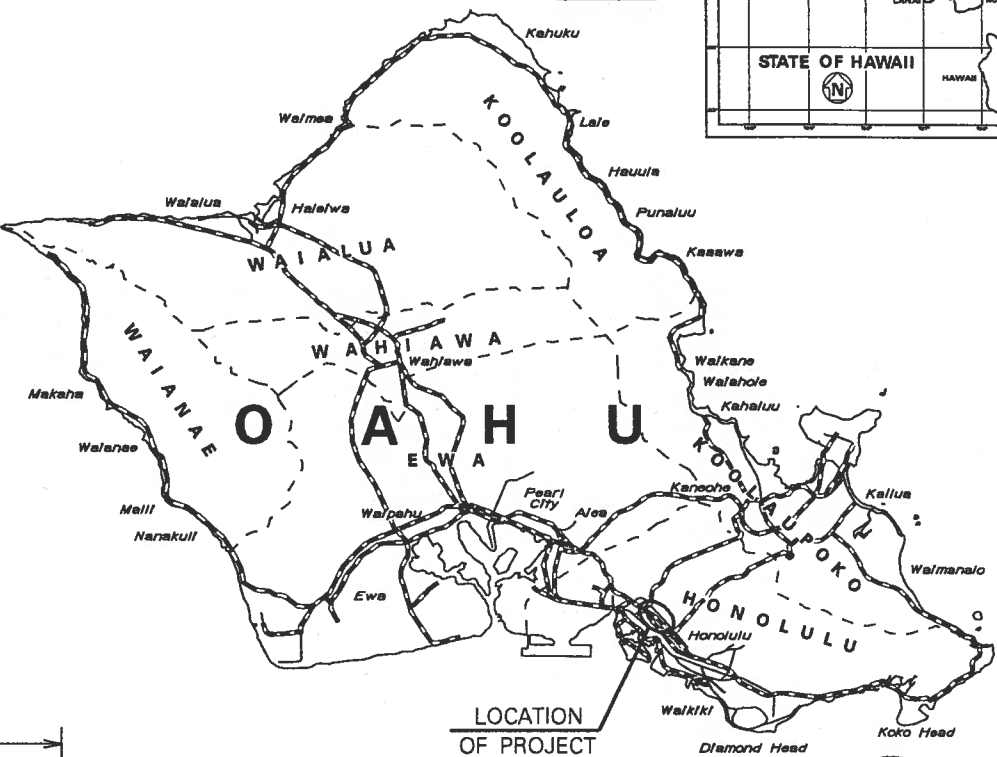 LANAI
Kahuku
STATE OF HAWAII
N
HAWAII
Waimea
KOOLAULOA
Laie
Hauula
Waialua
Haleiwa
Punaluu
WAIALUA
Kaaawa
WAIANAE
WAHIAWA
Wahiawa
Waikane
Waiahole
Makaha
Kahaluu
OAHU
Waianae
KOOLAUPOKO
EWA
Kaneohe
Pearl
City
Kailua
Maili
Waipahu
Aiea
Nanakuli
Waimanalo
Ewa
HONOLULU
Honolulu
Waikiki
LOCATION
OF PROJECT
Koko Head
Diamond Head